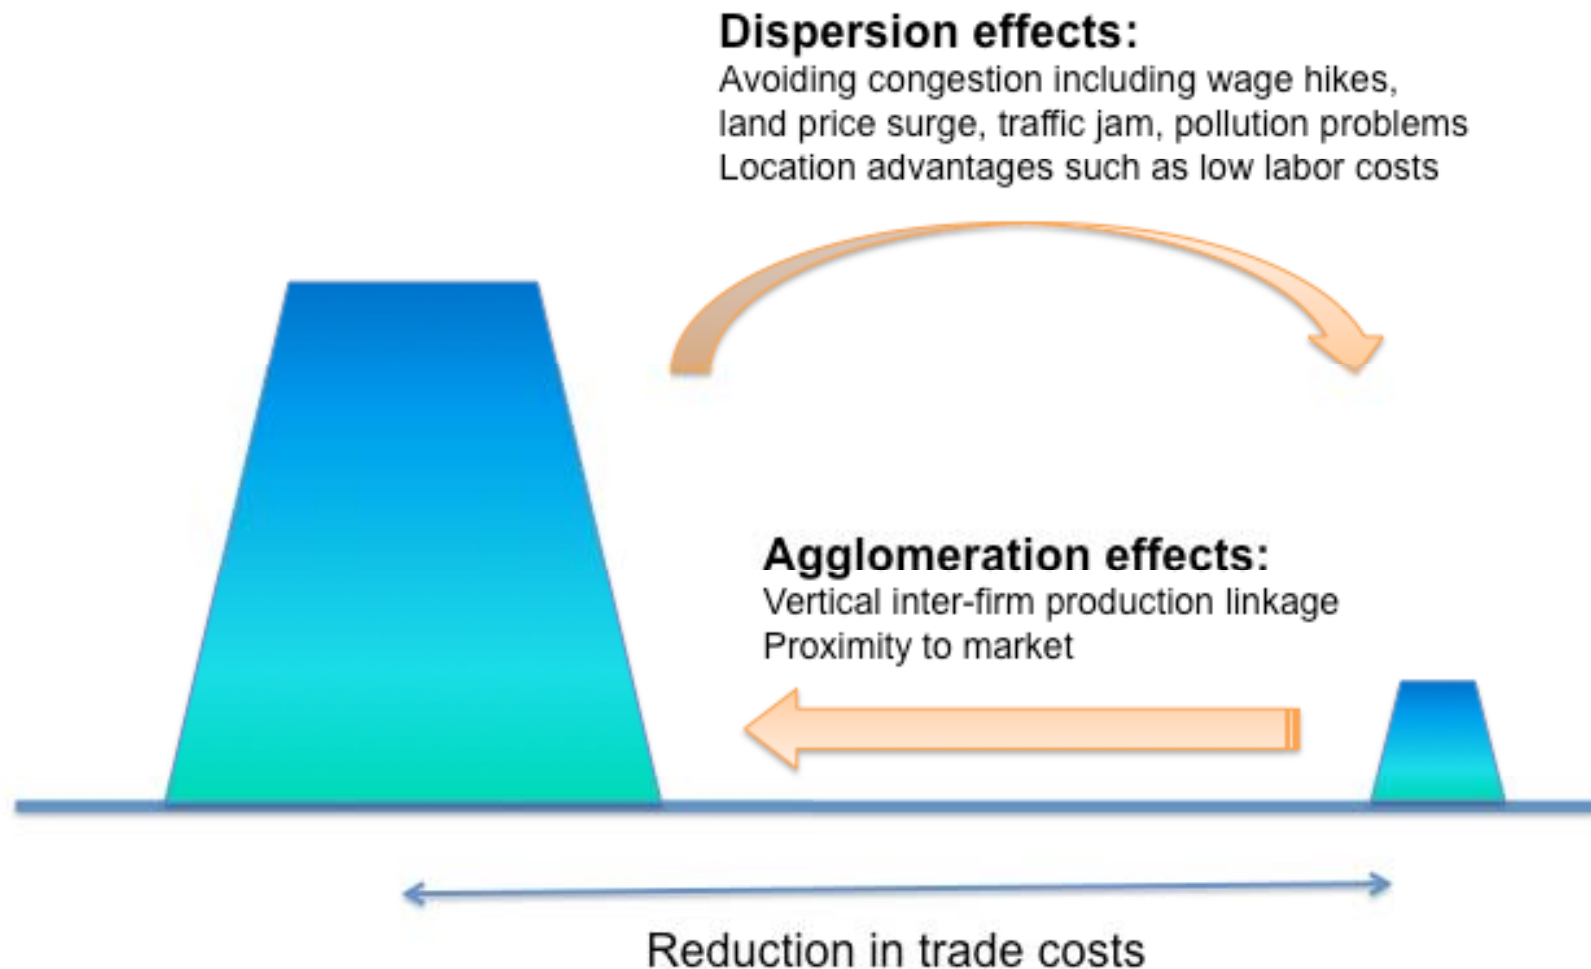 Dispersion effects:
Avoiding congestion including wage hikes,
land price surge, traffic jam, pollution problems
Location advantages such as low labor costs
Agglomeration effects:
Vertical inter-firm production linkage
Proximity to market
Reduction in trade costs